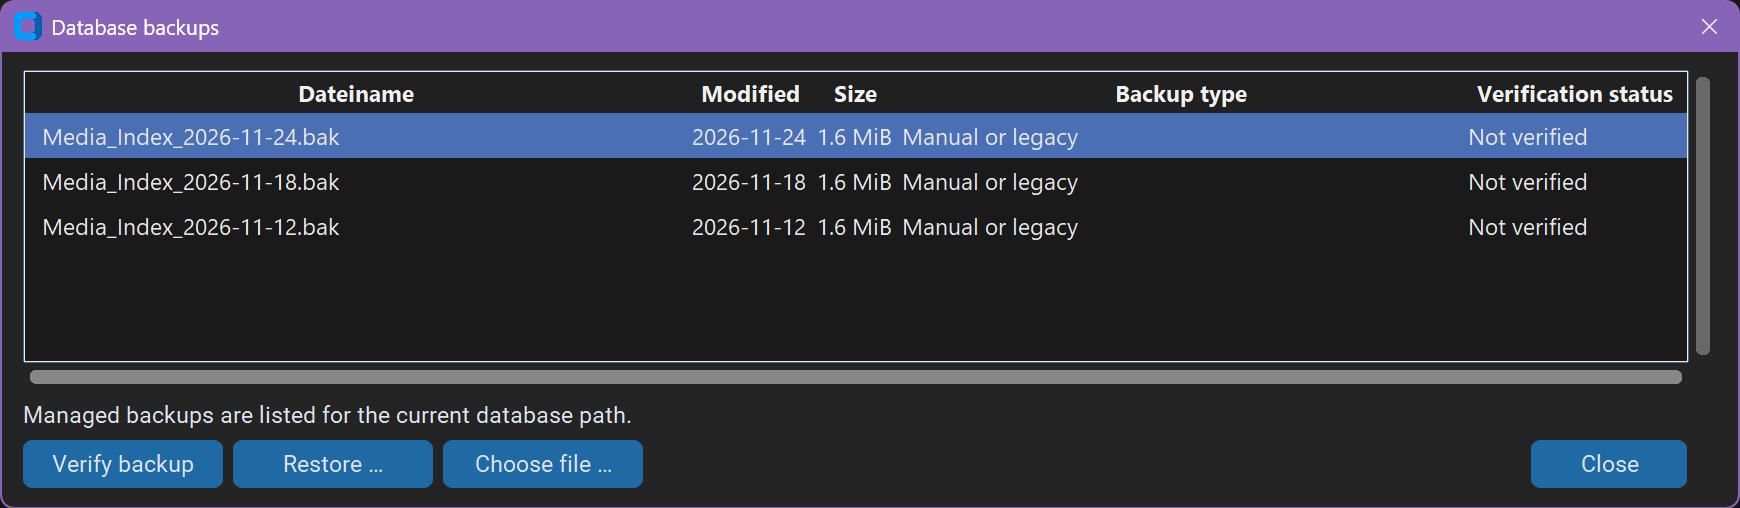 Database backups
Dateiname Modified Size Backup type Verification status
Media_Index_2026-11-24.bak 2026-11-24 1.6 MiB Manual or legacy Not verified
Media_Index_2026-11-18.bak 2026-11-18 1.6 MiB Manual or legacy Not verified
Media_Index_2026-11-12.bak 2026-11-12 1.6 MiB Manual or legacy Not verified
Managed backups are listed for the current database path.
Verify backup Restore ... Choose file ... Close